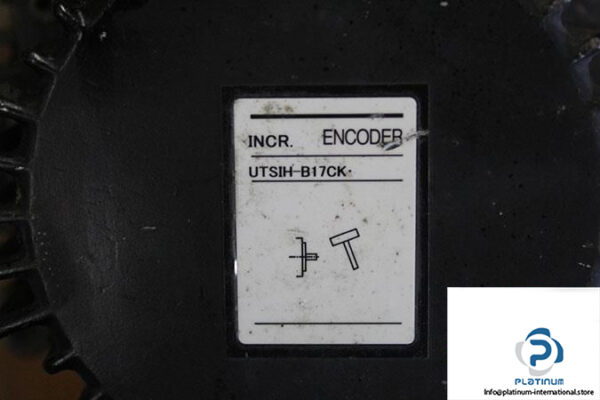 INCR. ENCODER
UTSIH-B17CK
PLATINUM
Info@platinum-international.store